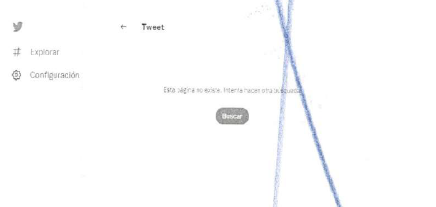 ← Tweet
# Explorar
Configuración
Esta página no existe. Intenta hacer otra búsqueda.
Buscar